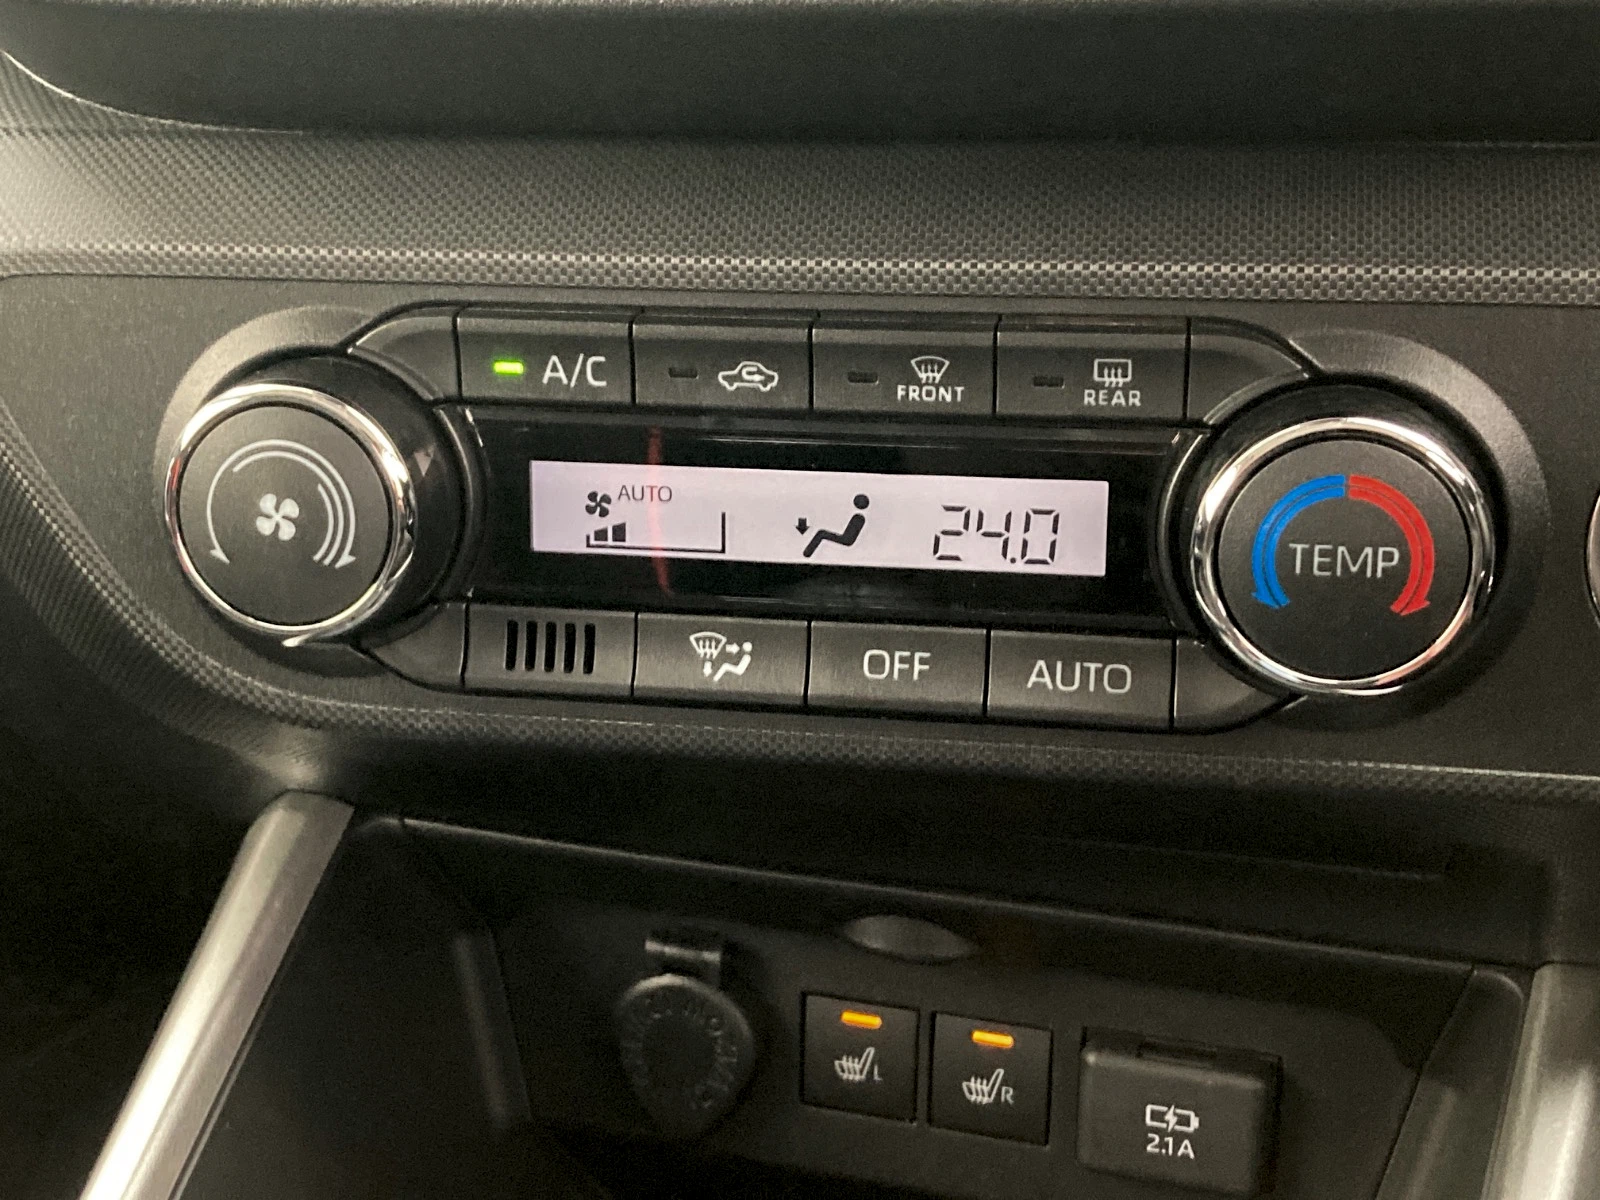 A/C
FRONT
REAR
AUTO
24.0
TEMP
OFF
AUTO
L
R
2.1A